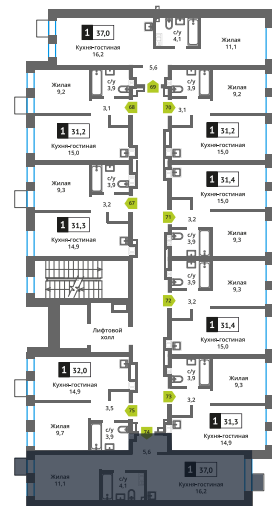 1 37,0
Кухня-гостиная
16,2
с/у
4,1
Жилая
11,1
5,6
69
Жилая
9,2
с/у
3,9
с/у
3,9
Жилая
9,2
3,1
68
70
3,1
1 31,2
Кухня-гостиная
15,0
1 31,2
Кухня-гостиная
15,0
Жилая
9,3
с/у
3,9
1 31,4
Кухня-гостиная
15,0
3,2
67
71
3,2
1 31,3
Кухня-гостиная
14,9
с/у
3,9
Жилая
9,3
с/у
3,9
Жилая
9,3
72
3,2
Лифтовой
холл
1 31,4
Кухня-гостиная
15,0
1 32,0
Кухня-гостиная
14,9
с/у
3,9
Жилая
9,3
3,5
75
73
3,2
Жилая
9,7
с/у
3,9
1 31,3
Кухня-гостиная
14,9
74
5,6
Жилая
11,1
с/у
4,1
1 37,0
Кухня-гостиная
16,2